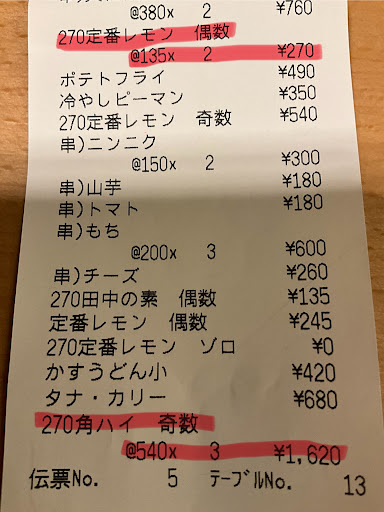 @380x 2 ¥760
270定番レモン 偶数
@135x 2 ¥270
ポテトフライ ¥490
冷やしピーマン ¥350
270定番レモン 奇数 ¥540
串)ニンニク
@150x 2 ¥300
串)山芋 ¥180
串)トマト ¥180
串)もち
@200x 3 ¥600
串)チーズ ¥260
270田中の素 偶数 ¥135
定番レモン 偶数 ¥245
270定番レモン ゾロ ¥0
かすうどん小 ¥420
タナ・カリー ¥680
270角ハイ 奇数
@540x 3 ¥1,620
伝票No. 5 テーブルNo. 13